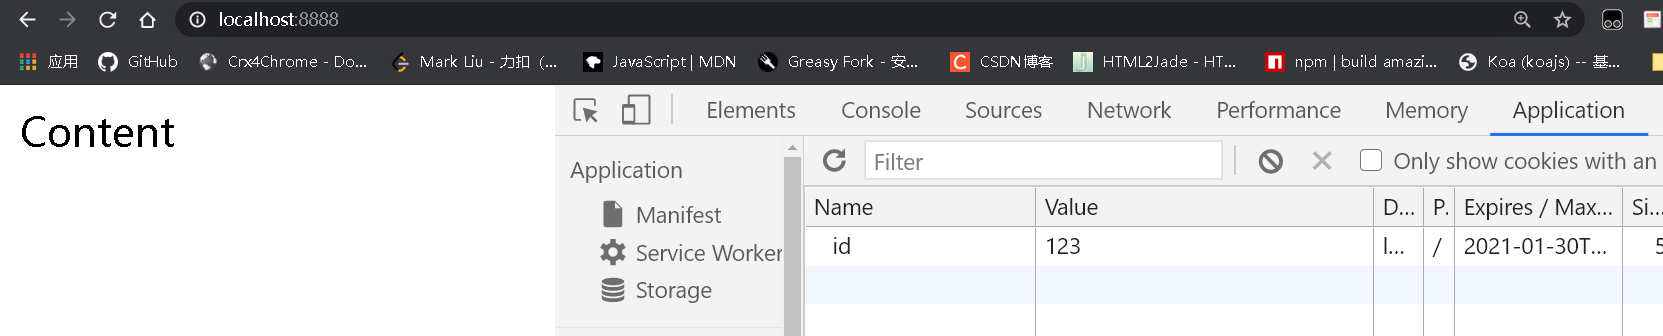 localhost:8888
应用 GitHub Crx4Chrome - Do... Mark Liu - 力扣（... JavaScript | MDN Greasy Fork - 安... CSDN博客 HTML2Jade - HT... npm | build amazi... Koa (koajs) -- 基...
Content
Elements Console Sources Network Performance Memory Application
Application
Manifest
Service Worker
Storage
Filter Only show cookies with an
Name Value D... P. Expires / Max... Si...
id 123 l... / 2021-01-30T... 5